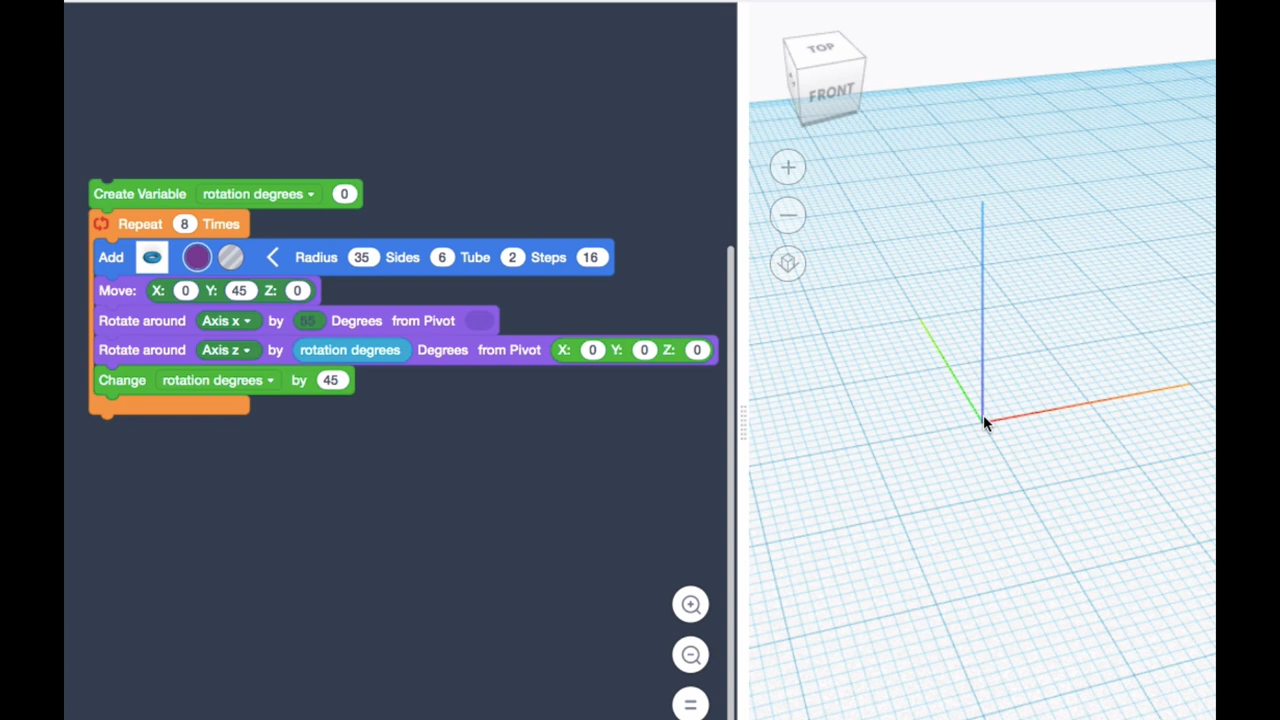 Create Variable rotation degrees 0
Repeat 8 Times
Add Radius 35 Sides 6 Tube 2 Steps 16
Move: X: 0 Y: 45 Z: 0
Rotate around Axis x by 55 Degrees from Pivot
Rotate around Axis z by rotation degrees Degrees from Pivot X: 0 Y: 0 Z: 0
Change rotation degrees by 45
TOP
FRONT